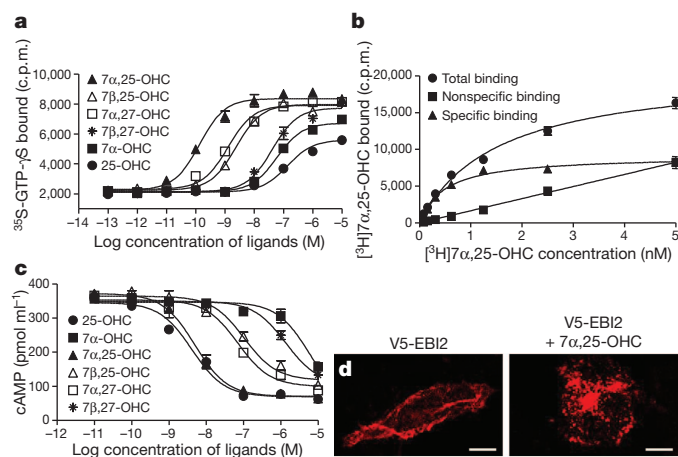 a
³⁵S-GTP-γS bound (c.p.m.)
10,000
8,000
6,000
4,000
2,000
7α,25-OHC
7β,25-OHC
7α,27-OHC
7β,27-OHC
7α-OHC
25-OHC
−14 −13 −12 −11 −10 −9 −8 −7 −6 −5
Log concentration of ligands (M)
b
[³H]7α,25-OHC bound (c.p.m.)
20,000
15,000
10,000
5,000
0
Total binding
Nonspecific binding
Specific binding
0 1 2 3 4 5
[³H]7α,25-OHC concentration (nM)
c
cAMP (pmol ml⁻¹)
400
300
200
100
0
25-OHC
7α-OHC
7α,25-OHC
7β,25-OHC
7α,27-OHC
7β,27-OHC
−12 −11 −10 −9 −8 −7 −6 −5
Log concentration of ligands (M)
V5-EBI2
V5-EBI2
+ 7α,25-OHC
d